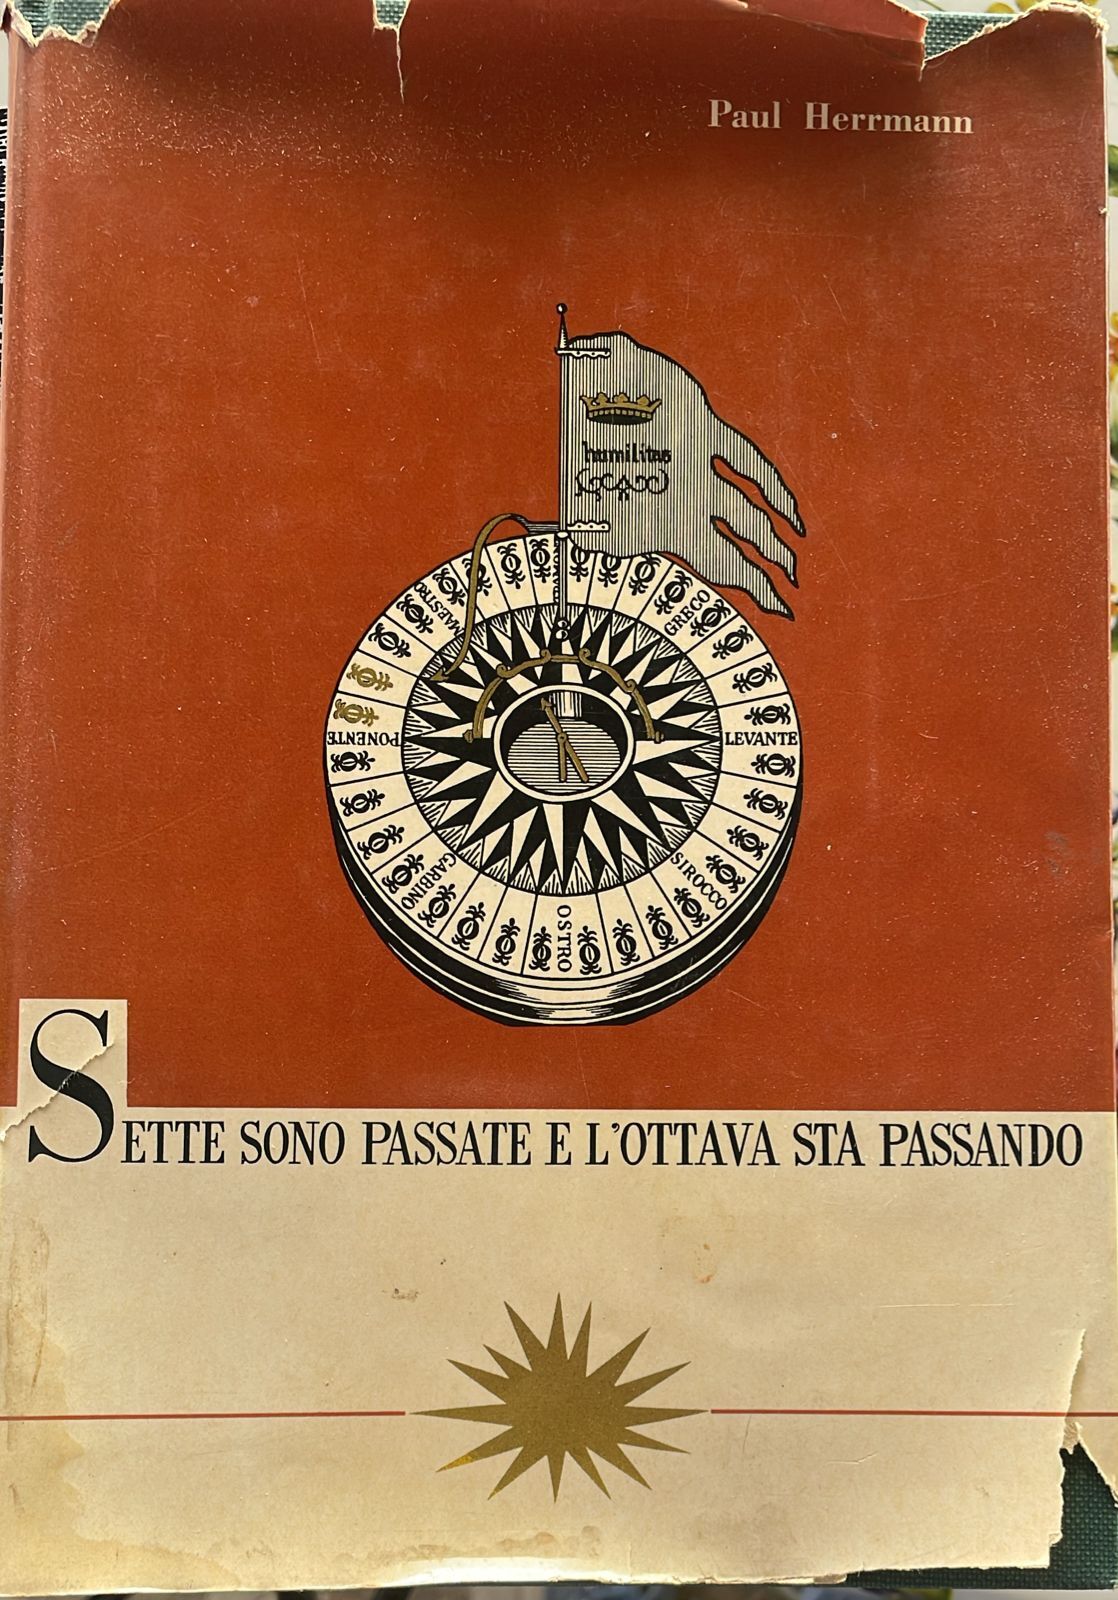 Paul Herrmann
humilitas
MAESTRO
GRECO
PONENTE
LEVANTE
GARBINO
SIROCCO
OSTRO
SETTE SONO PASSATE E L'OTTAVA STA PASSANDO